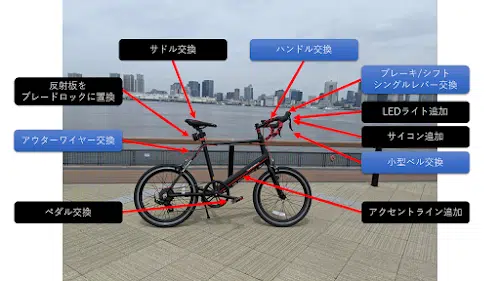 サドル交換
ハンドル交換
反射板を
ブレードロックに置換
ブレーキ/シフト
シングルレバー交換
LEDライト追加
サイコン追加
アウターワイヤー交換
小型ベル交換
ペダル交換
アクセントライン追加